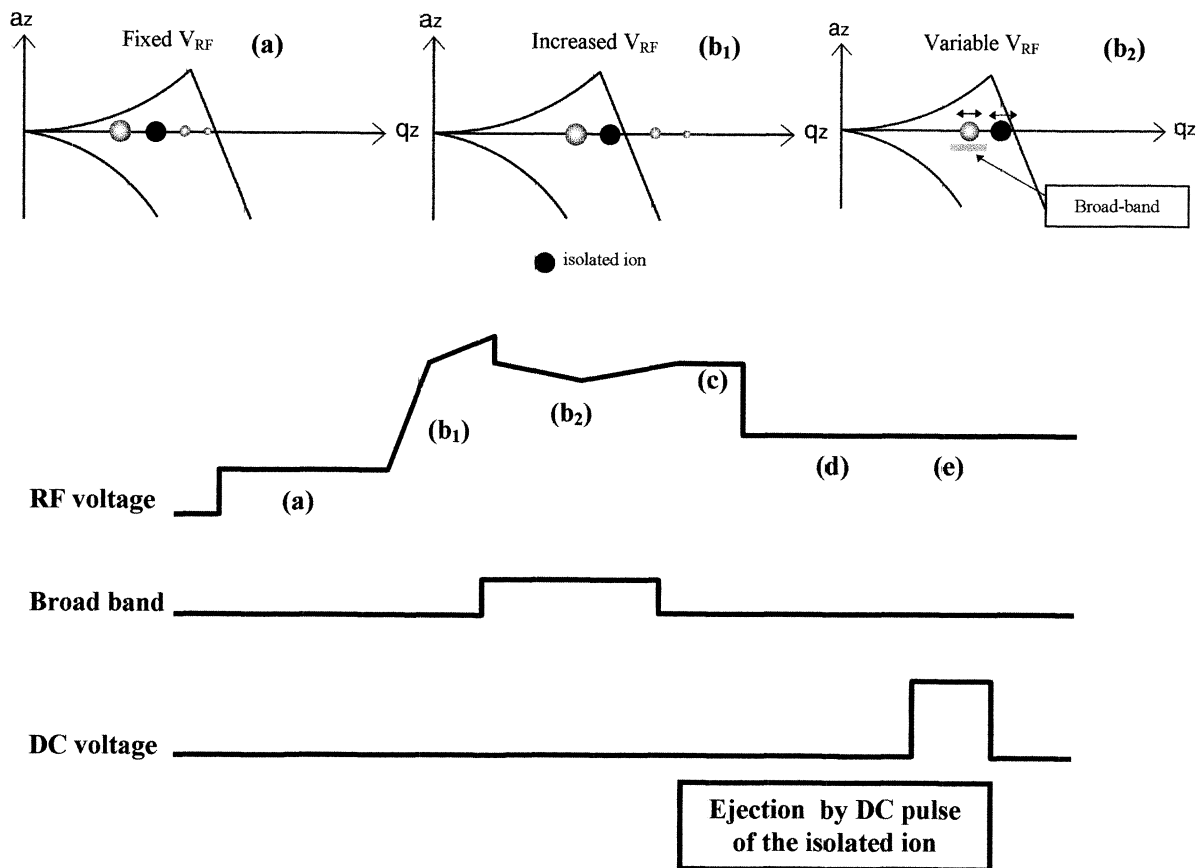 az
Fixed VRF
(a)
qz
az
Increased VRF
(b1)
qz
az
Variable VRF
(b2)
qz
Broad-band
isolated ion
(b1)
(b2)
(c)
(d)
(e)
RF voltage
(a)
Broad band
DC voltage
Ejection by DC pulse
of the isolated ion